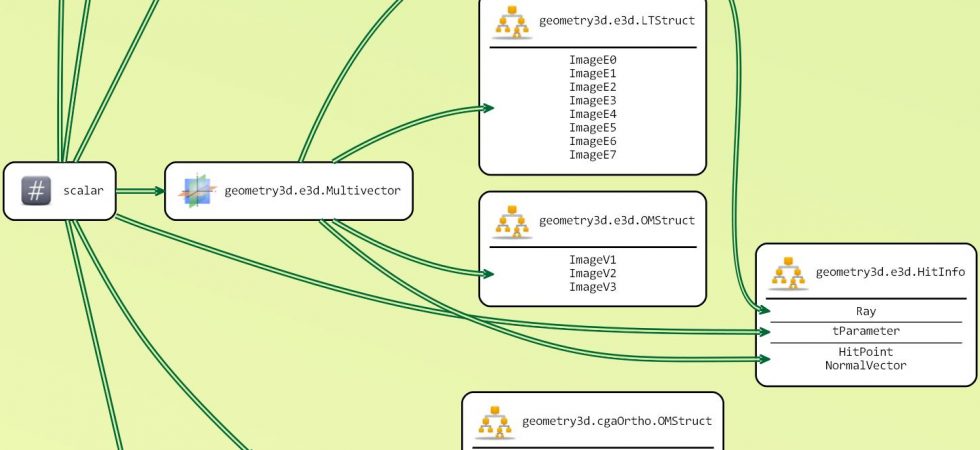 geometry3d.e3d.LTStruct
ImageE0
ImageE1
ImageE2
ImageE3
ImageE4
ImageE5
ImageE6
ImageE7
# scalar
geometry3d.e3d.Multivector
geometry3d.e3d.OMStruct
ImageV1
ImageV2
ImageV3
geometry3d.e3d.HitInfo
Ray
tParameter
HitPoint
NormalVector
geometry3d.cgaOrtho.OMStruct